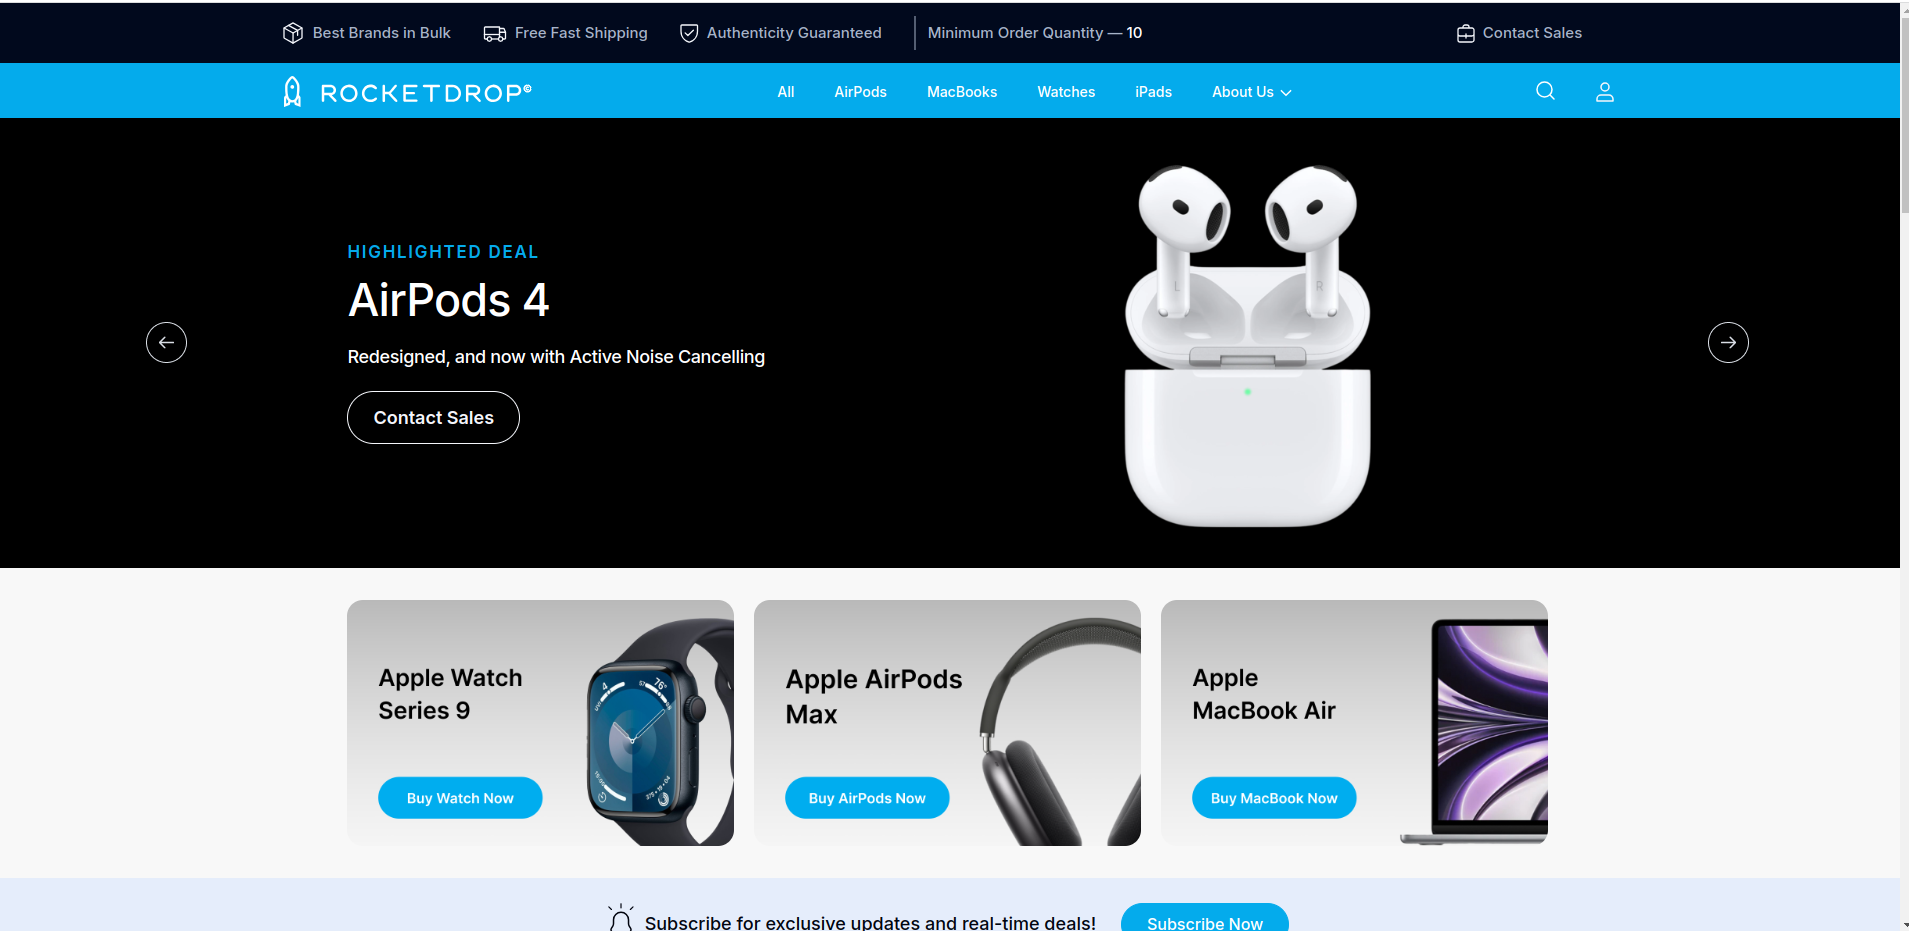 Best Brands in Bulk
Free Fast Shipping
Authenticity Guaranteed
Minimum Order Quantity — 10
Contact Sales
ROCKETDROP©
All
AirPods
MacBooks
Watches
iPads
About Us
HIGHLIGHTED DEAL
AirPods 4
Redesigned, and now with Active Noise Cancelling
Contact Sales
L
R
Apple Watch
Series 9
Buy Watch Now
4
76°
Apple AirPods
Max
Buy AirPods Now
Apple
MacBook Air
Buy MacBook Now
Subscribe for exclusive updates and real-time deals!
Subscribe Now